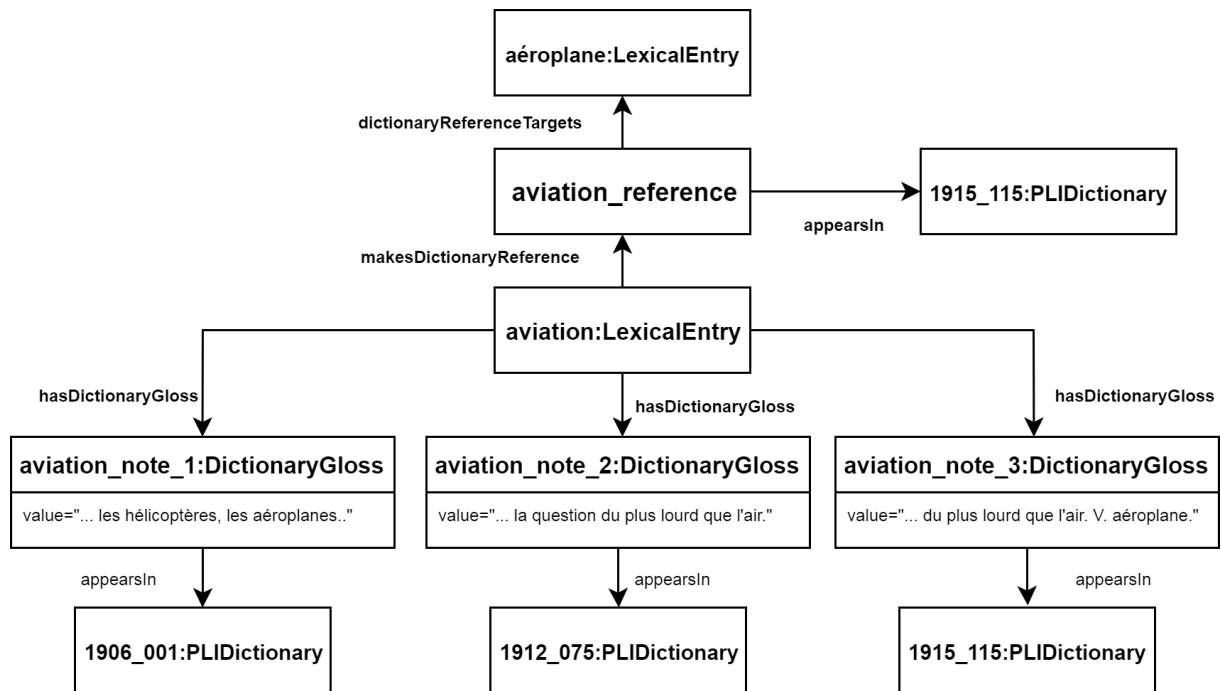 aéroplane:LexicalEntry
dictionaryReferenceTargets
aviation_reference
1915_115:PLIDictionary
appearsIn
makesDictionaryReference
aviation:LexicalEntry
hasDictionaryGloss
hasDictionaryGloss
hasDictionaryGloss
aviation_note_1:DictionaryGloss
aviation_note_2:DictionaryGloss
aviation_note_3:DictionaryGloss
value="... les hélicoptères, les aéroplanes.."
value="... la question du plus lourd que l'air."
value="... du plus lourd que l'air. V. aéroplane."
appearsIn
appearsIn
appearsIn
1906_001:PLIDictionary
1912_075:PLIDictionary
1915_115:PLIDictionary